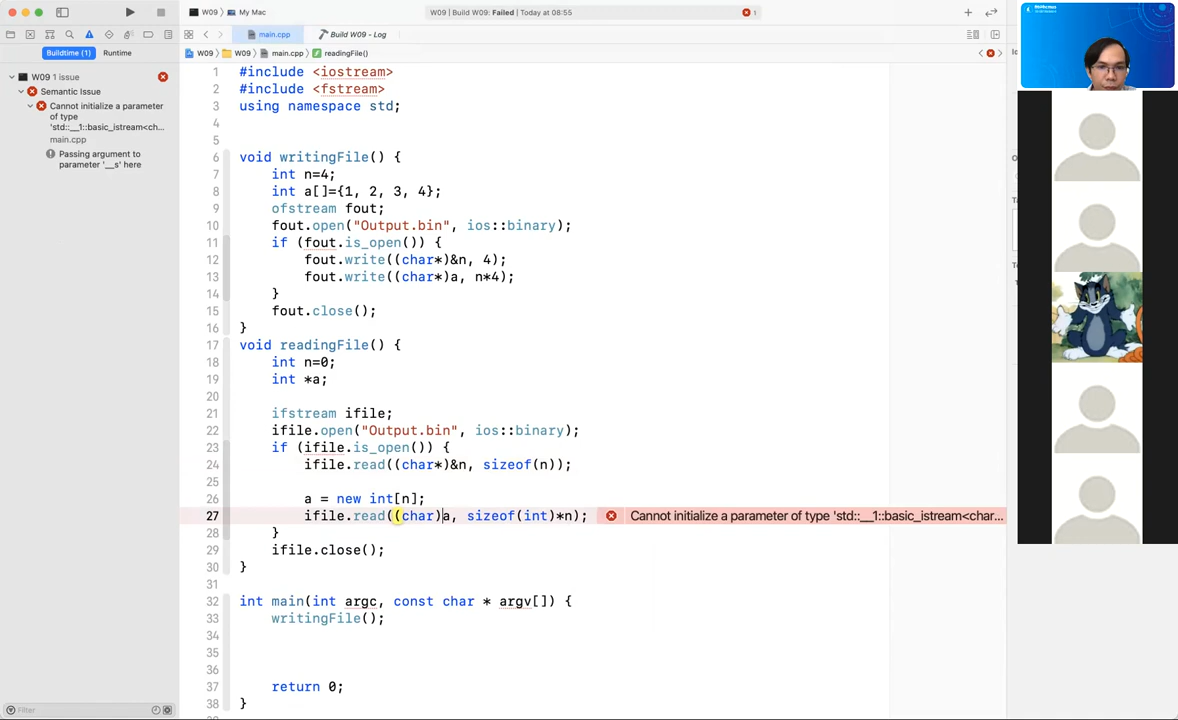 W09 My Mac
W09 | Build W09: Failed | Today at 08:55 1
main.cpp Build W09 - Log
Buildtime (1) Runtime
W09 W09 main.cpp readingFile()
W09 1 issue
Semantic Issue
Cannot initialize a parameter
of type
'std::__1::basic_istream<ch...
main.cpp
Passing argument to
parameter '__s' here
Filter
1 #include <iostream>
2 #include <fstream>
3 using namespace std;
4
5
6 void writingFile() {
7 int n=4;
8 int a[]={1, 2, 3, 4};
9 ofstream fout;
10 fout.open("Output.bin", ios::binary);
11 if (fout.is_open()) {
12 fout.write((char*)&n, 4);
13 fout.write((char*)a, n*4);
14 }
15 fout.close();
16 }
17 void readingFile() {
18 int n=0;
19 int *a;
20
21 ifstream ifile;
22 ifile.open("Output.bin", ios::binary);
23 if (ifile.is_open()) {
24 ifile.read((char*)&n, sizeof(n));
25
26 a = new int[n];
27 ifile.read((char)a, sizeof(int)*n); Cannot initialize a parameter of type 'std::__1::basic_istream<char...
28 }
29 ifile.close();
30 }
31
32 int main(int argc, const char * argv[]) {
33 writingFile();
34
35
36
37 return 0;
38 }